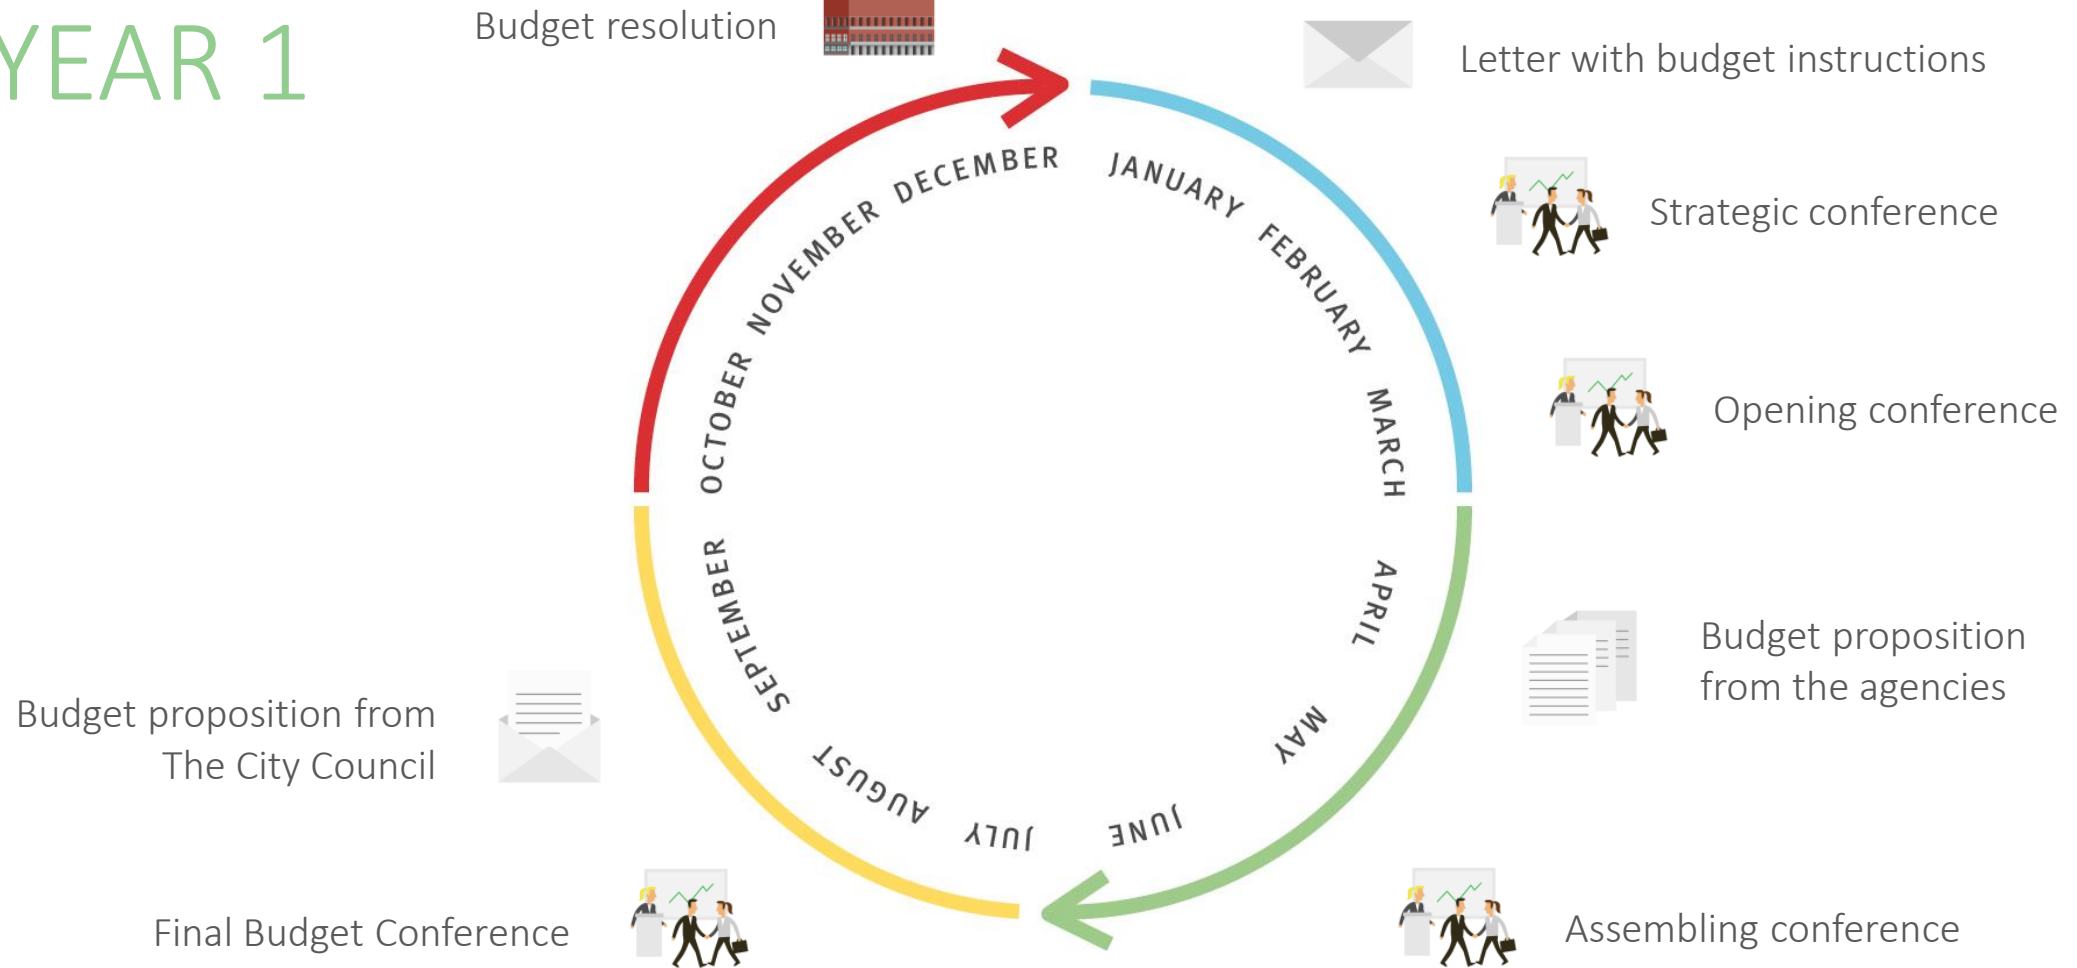 YEAR 1
Budget resolution
Letter with budget instructions
Strategic conference
Opening conference
Budget proposition
from the agencies
Assembling conference
Final Budget Conference
Budget proposition from
The City Council
JANUARY
FEBRUARY
MARCH
APRIL
MAY
JUNE
JULY
AUGUST
SEPTEMBER
OCTOBER
NOVEMBER
DECEMBER